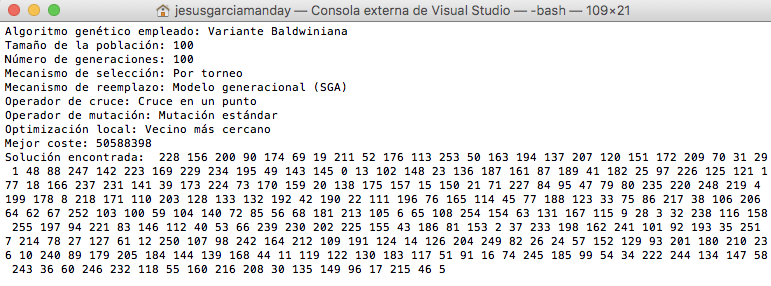 jesusgarciamanday — Consola externa de Visual Studio — -bash — 109×21
Algoritmo genético empleado: Variante Baldwiniana
Tamaño de la población: 100
Número de generaciones: 100
Mecanismo de selección: Por torneo
Mecanismo de reemplazo: Modelo generacional (SGA)
Operador de cruce: Cruce en un punto
Operador de mutación: Mutación estándar
Optimización local: Vecino más cercano
Mejor coste: 50588398
Solución encontrada:  228 156 200 90 174 69 19 211 52 176 113 253 50 163 194 137 207 120 151 172 209 70 31 29
 1 48 88 247 142 223 169 229 234 195 49 143 145 0 13 102 148 23 136 187 161 87 189 41 182 25 97 226 125 121 1
77 18 166 237 231 141 39 173 224 73 170 159 20 138 175 157 15 150 21 71 227 84 95 47 79 80 235 220 248 219 4
199 178 8 218 171 110 203 128 133 132 192 42 190 22 111 196 76 165 114 45 77 188 123 33 75 86 217 38 106 206
64 62 67 252 103 100 59 104 140 72 85 56 68 181 213 105 6 65 108 254 154 63 131 167 115 9 28 3 32 238 116 158
 255 197 94 221 83 146 112 40 53 66 239 230 202 225 155 43 186 81 153 2 37 233 198 162 241 101 92 193 35 251
7 214 78 27 127 61 12 250 107 98 242 164 212 109 191 124 14 126 204 249 82 26 24 57 152 129 93 201 180 210 23
6 10 240 89 179 205 184 144 139 168 44 11 119 122 130 183 117 51 91 16 74 245 185 99 54 34 222 244 134 147 58
 243 36 60 246 232 118 55 160 216 208 30 135 149 96 17 215 46 5